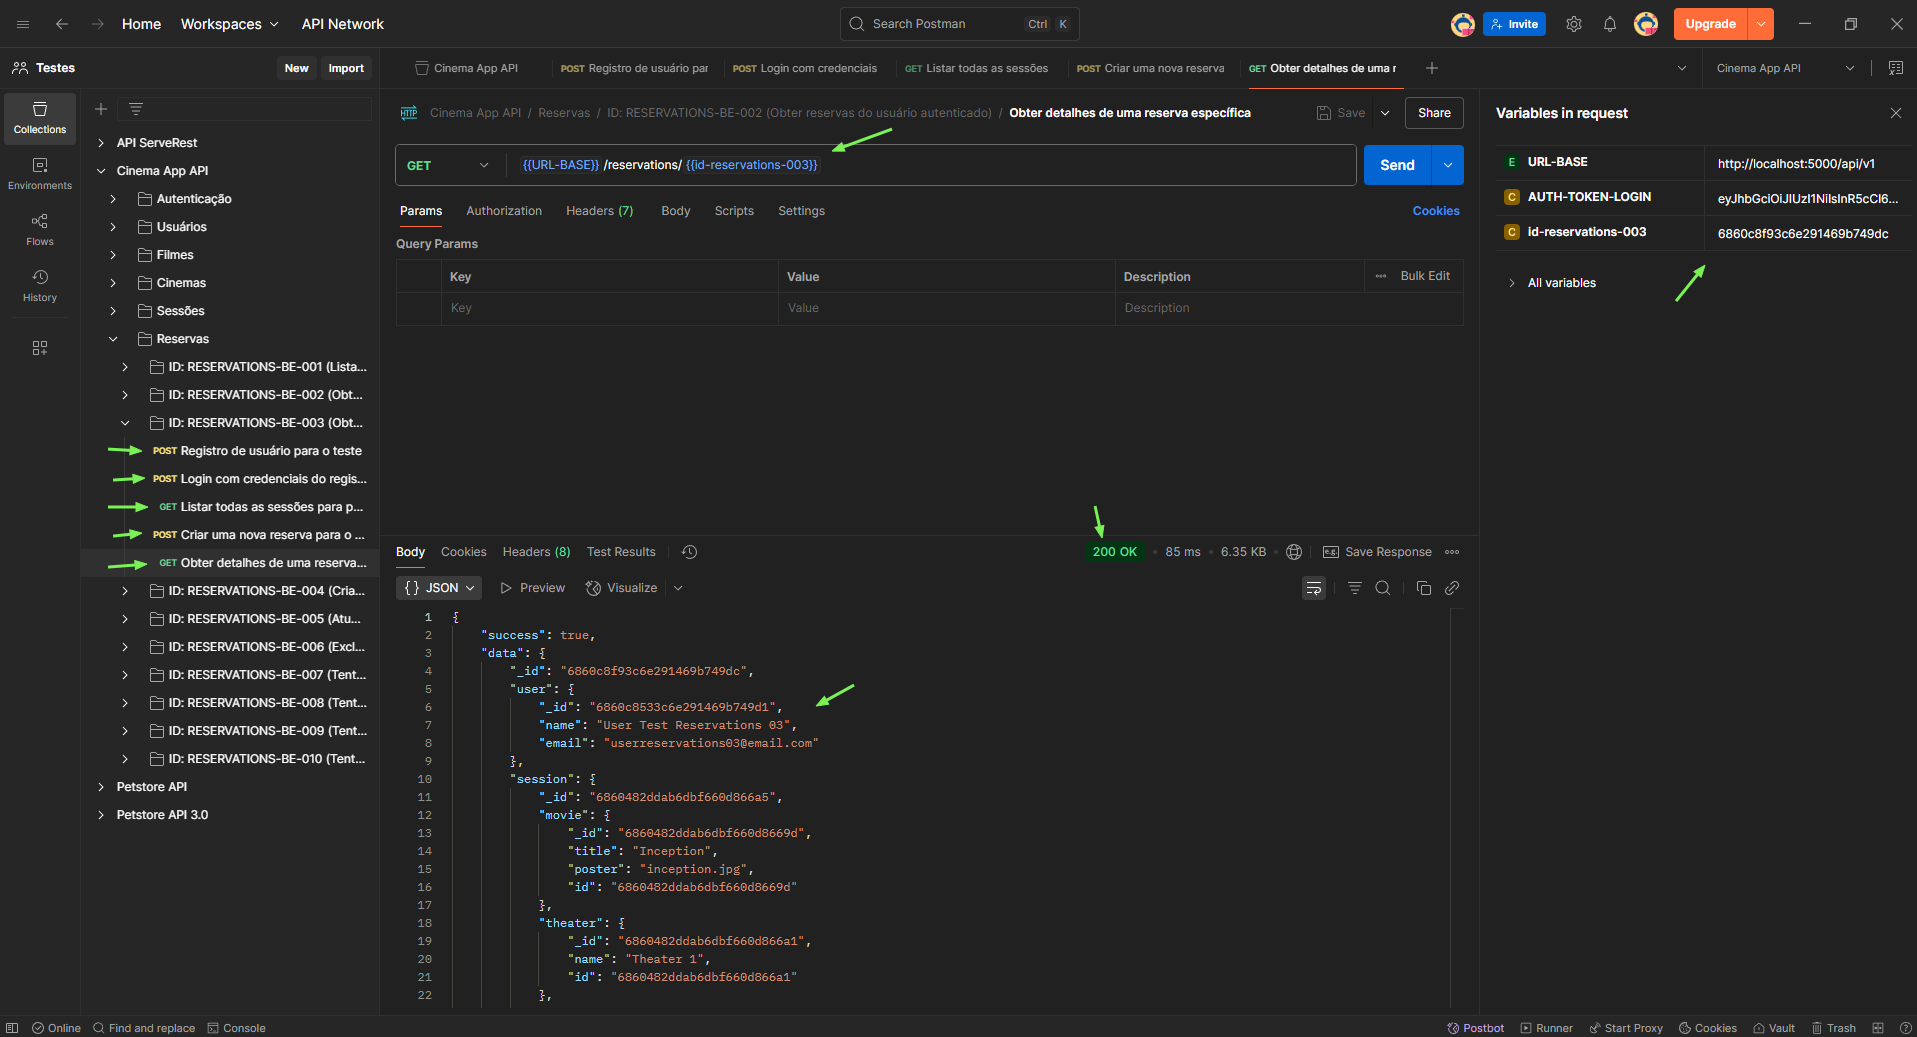 Home
Workspaces
API Network
Search Postman
Ctrl
K
Invite
Upgrade
Testes
New
Import
Cinema App API
POST Registro de usuário par
POST Login com credenciais
GET Listar todas as sessões
POST Criar uma nova reserva
GET Obter detalhes de uma r
Cinema App API
Collections
Environments
Flows
History
API ServeRest
Cinema App API
Autenticação
Usuários
Filmes
Cinemas
Sessões
Reservas
ID: RESERVATIONS-BE-001 (Lista...
ID: RESERVATIONS-BE-002 (Obt...
ID: RESERVATIONS-BE-003 (Obt...
POST Registro de usuário para o teste
POST Login com credenciais do regis...
GET Listar todas as sessões para p...
POST Criar uma nova reserva para o ...
GET Obter detalhes de uma reserva...
ID: RESERVATIONS-BE-004 (Cria...
ID: RESERVATIONS-BE-005 (Atu...
ID: RESERVATIONS-BE-006 (Excl...
ID: RESERVATIONS-BE-007 (Tent...
ID: RESERVATIONS-BE-008 (Tent...
ID: RESERVATIONS-BE-009 (Tent...
ID: RESERVATIONS-BE-010 (Tent...
Petstore API
Petstore API 3.0
HTTP Cinema App API / Reservas / ID: RESERVATIONS-BE-002 (Obter reservas do usuário autenticado) / Obter detalhes de uma reserva específica
Save
Share
GET
{{URL-BASE}} /reservations/ {{id-reservations-003}}
Send
Params
Authorization
Headers (7)
Body
Scripts
Settings
Cookies
Query Params
Key Value Description
Bulk Edit
Key Value Description
Body
Cookies
Headers (8)
Test Results
200 OK • 85 ms • 6.35 KB
e.g. Save Response
{} JSON
Preview
Visualize
1 {
2 "success": true,
3 "data": {
4 "_id": "6860c8f93c6e291469b749dc",
5 "user": {
6 "_id": "6860c8533c6e291469b749d1",
7 "name": "User Test Reservations 03",
8 "email": "userreservations03@email.com"
9 },
10 "session": {
11 "_id": "6860482ddab6dbf660d866a5",
12 "movie": {
13 "_id": "6860482ddab6dbf660d8669d",
14 "title": "Inception",
15 "poster": "inception.jpg",
16 "id": "6860482ddab6dbf660d8669d"
17 },
18 "theater": {
19 "_id": "6860482ddab6dbf660d866a1",
20 "name": "Theater 1",
21 "id": "6860482ddab6dbf660d866a1"
22 },
Variables in request
E URL-BASE http://localhost:5000/api/v1
C AUTH-TOKEN-LOGIN eyJhbGciOiJIUzI1NiIsInR5cCI6...
C id-reservations-003 6860c8f93c6e291469b749dc
All variables
Online
Find and replace
Console
Postbot
Runner
Start Proxy
Cookies
Vault
Trash